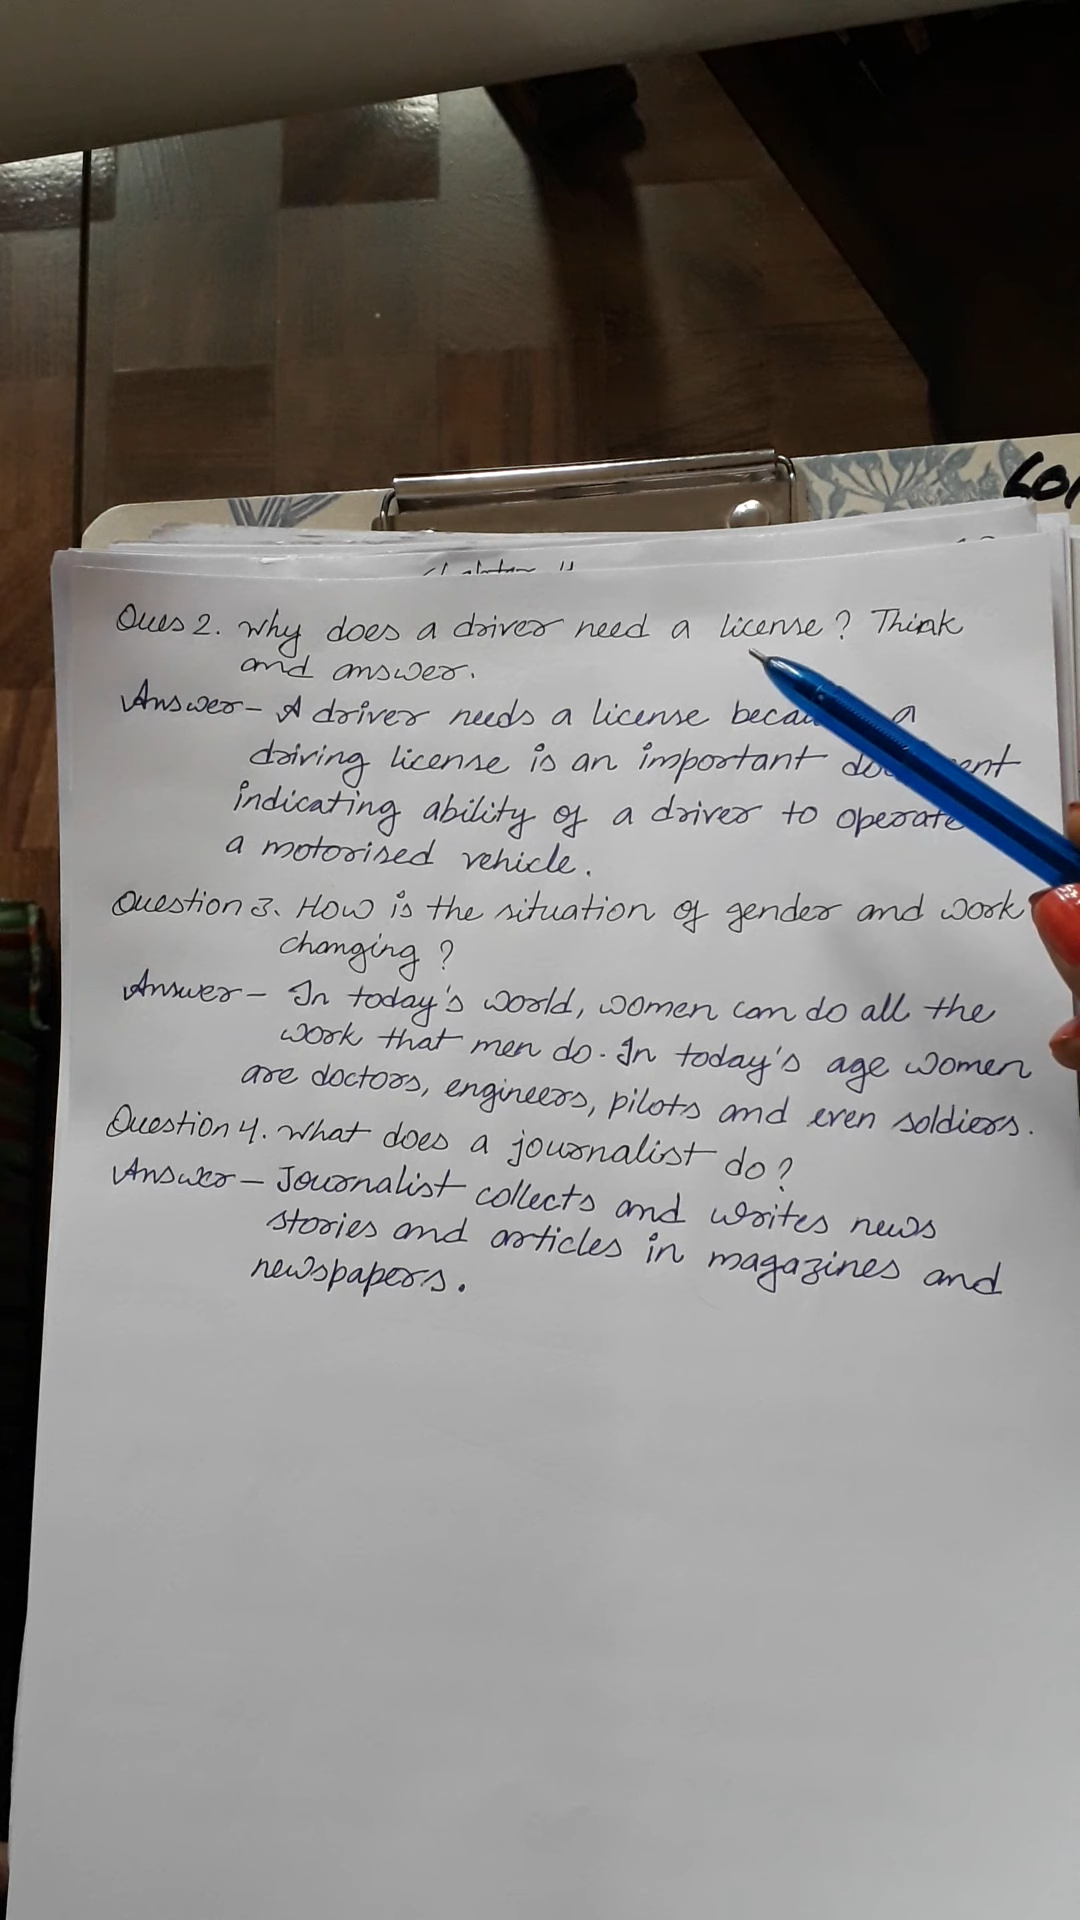 Ques 2. Why does a driver need a license? Think
and answer.
Answer - A driver needs a license a
driving license is an important
indicating ability of a driver to operate
a motorised vehicle.
Question 3. How is the situation of gender and work
changing?
Answer - In today's world, women can do all the
work that men do. In today's age women
are doctors, engineers, pilots and even soldiers.
Question 4. What does a journalist do?
Answer - Journalist collects and writes news
stories and articles in magazines and
newspapers.